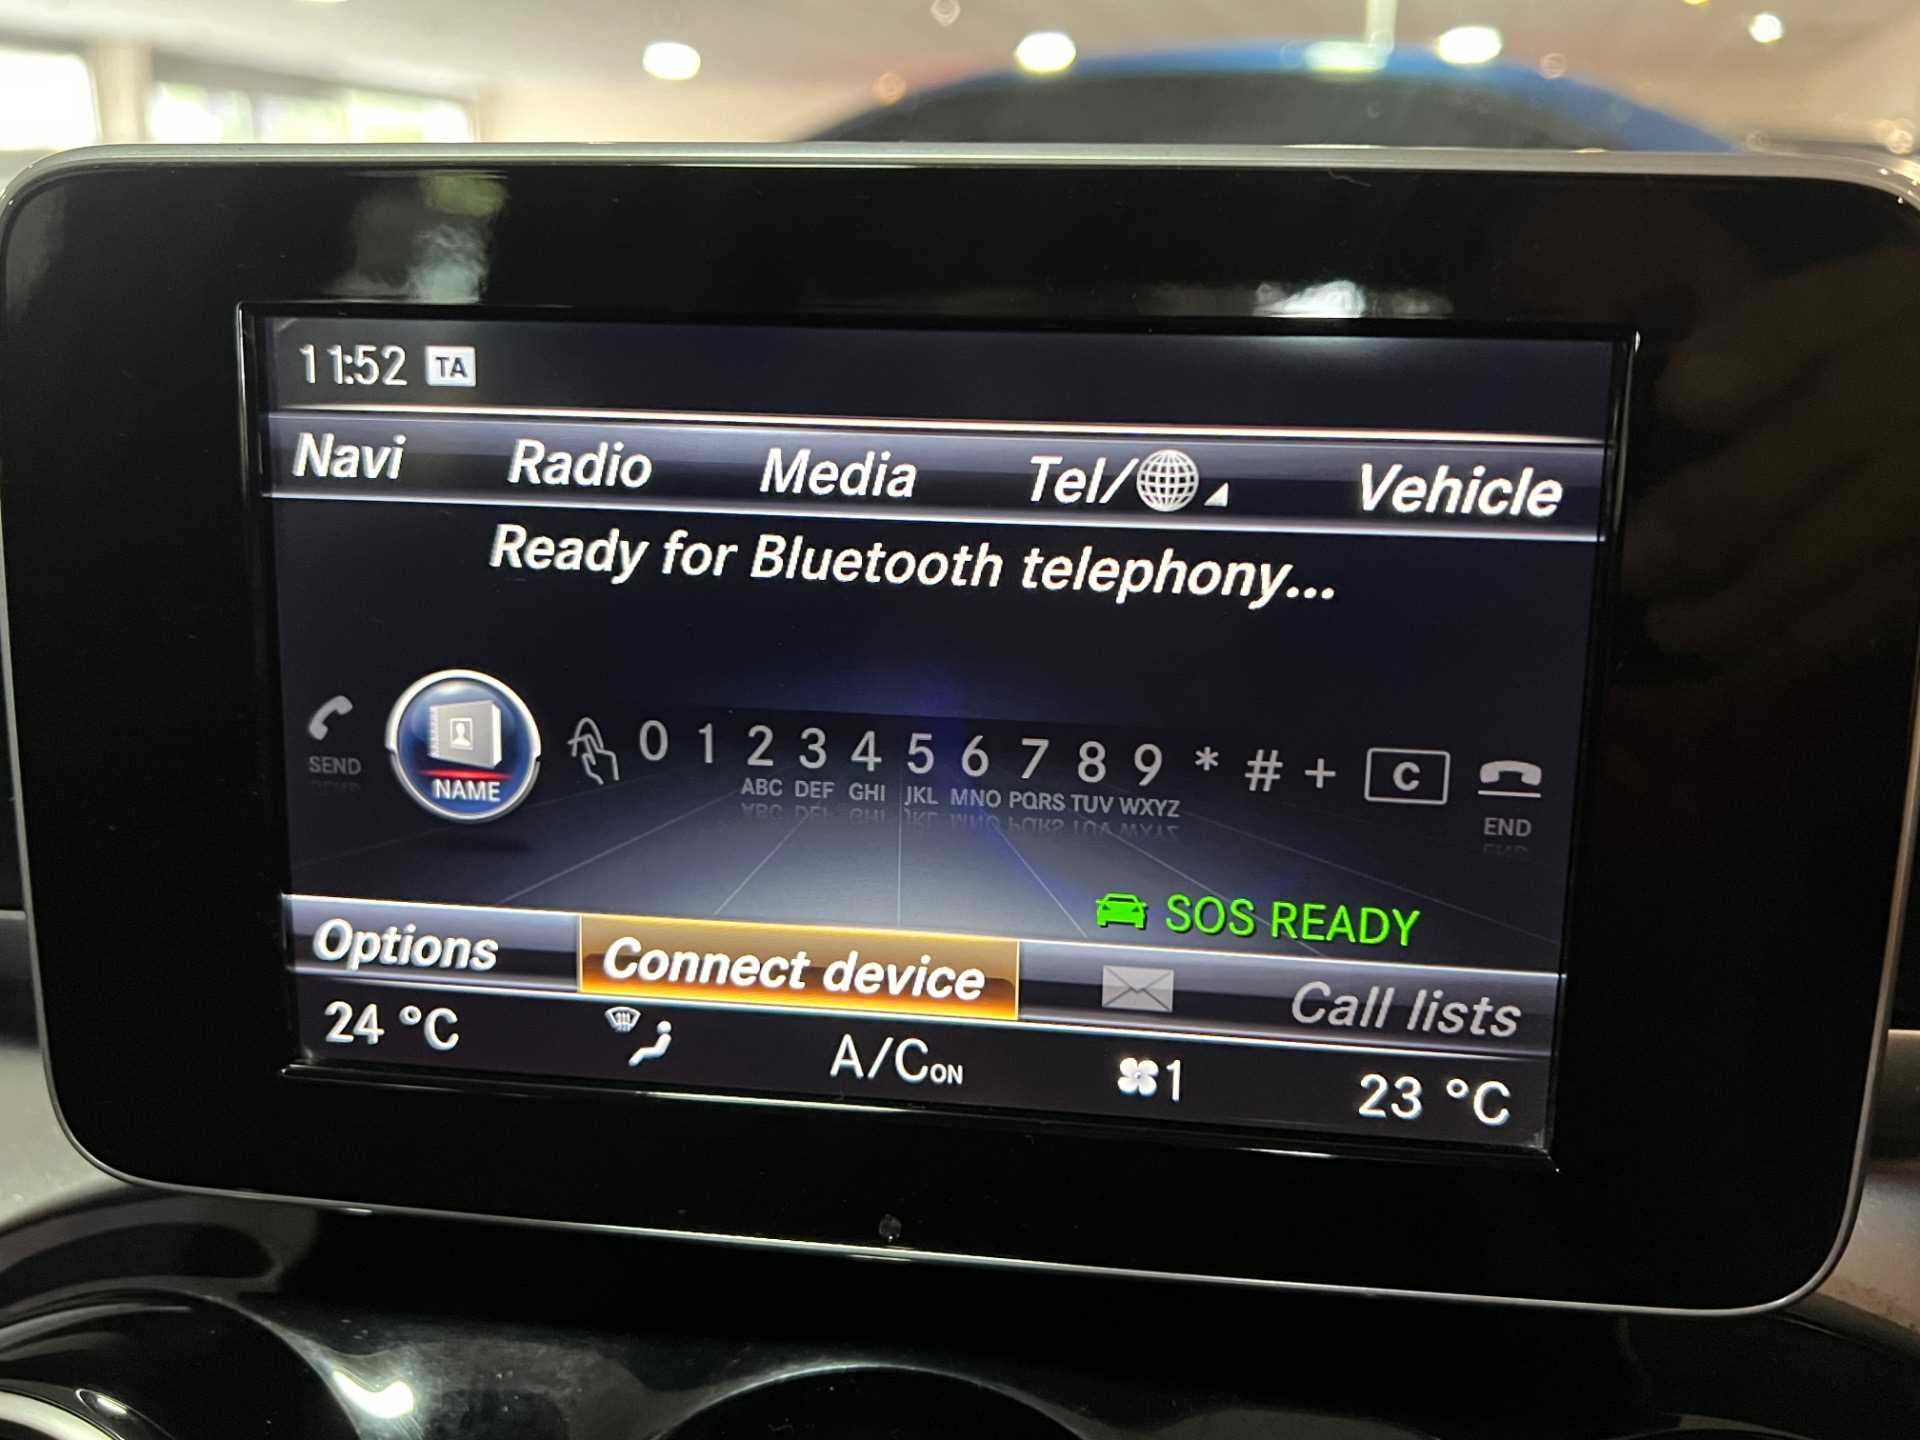 11:52 TA
Navi Radio Media Tel/ Vehicle
Ready for Bluetooth telephony...
SEND NAME 0 1 2 3 4 5 6 7 8 9 * # + C END
ABC DEF GHI JKL MNO PQRS TUV WXYZ
SOS READY
Options Connect device Call lists
24 °C A/C ON 1 23 °C